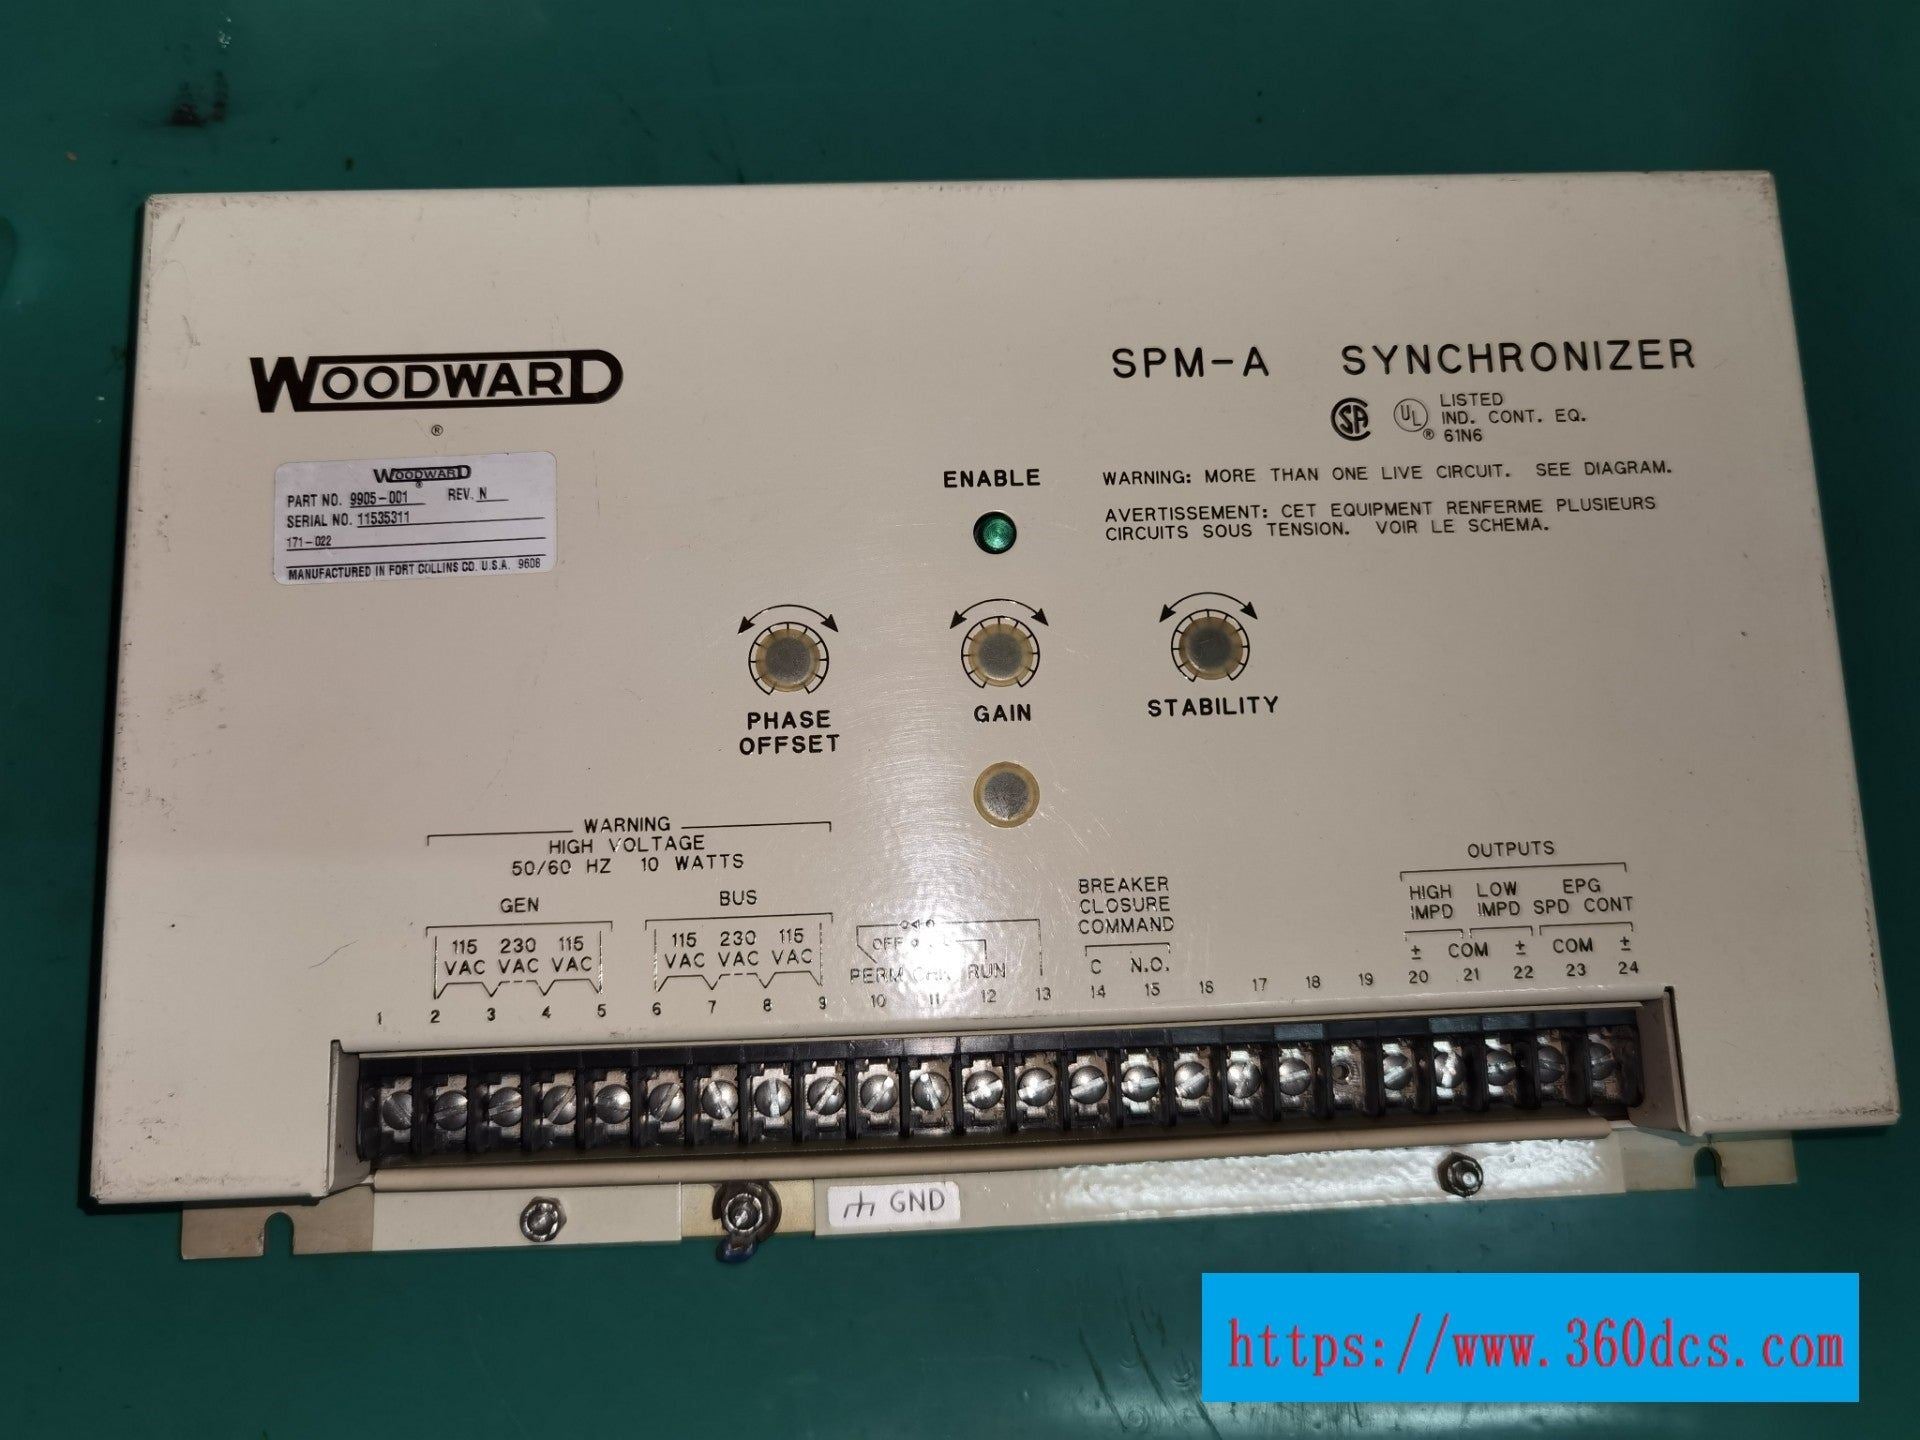 WOODWARD
®
WOODWARD
®
PART NO. 9905-001 REV. N
SERIAL NO. 11535311
171-022
MANUFACTURED IN FORT COLLINS CO. U.S.A. 9608
SPM-A SYNCHRONIZER
SA
UL
®
LISTED
IND. CONT. EQ.
61N6
ENABLE
WARNING: MORE THAN ONE LIVE CIRCUIT. SEE DIAGRAM.
AVERTISSEMENT: CET EQUIPMENT RENFERME PLUSIEURS
CIRCUITS SOUS TENSION. VOIR LE SCHEMA.
PHASE
OFFSET
GAIN
STABILITY
WARNING
HIGH VOLTAGE
50/60 HZ 10 WATTS
GEN
115 230 115
VAC VAC VAC
BUS
115 230 115
VAC VAC VAC
OFF
PERM CHK RUN
BREAKER
CLOSURE
COMMAND
C N.O.
OUTPUTS
HIGH LOW EPG
IMPD IMPD SPD CONT
± COM ± COM ±
1 2 3 4 5 6 7 8 9 10 11 12 13 14 15 16 17 18 19 20 21 22 23 24
GND
https://www.360dcs.com